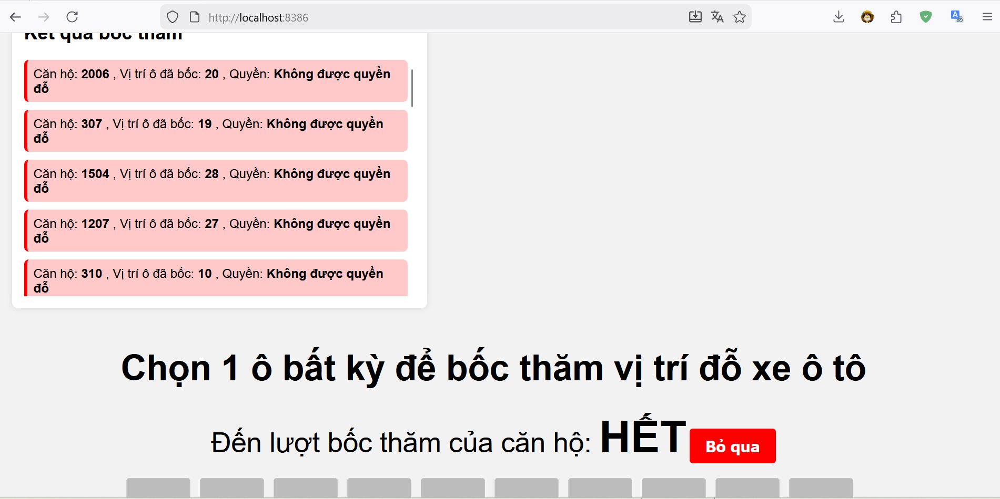 http://localhost:8386
Kết quả bốc thăm
Căn hộ: 2006 , Vị trí ô đã bốc: 20 , Quyền: Không được quyền
đỗ
Căn hộ: 307 , Vị trí ô đã bốc: 19 , Quyền: Không được quyền
đỗ
Căn hộ: 1504 , Vị trí ô đã bốc: 28 , Quyền: Không được quyền
đỗ
Căn hộ: 1207 , Vị trí ô đã bốc: 27 , Quyền: Không được quyền
đỗ
Căn hộ: 310 , Vị trí ô đã bốc: 10 , Quyền: Không được quyền
đỗ
Chọn 1 ô bất kỳ để bốc thăm vị trí đỗ xe ô tô
Đến lượt bốc thăm của căn hộ: HẾT Bỏ qua